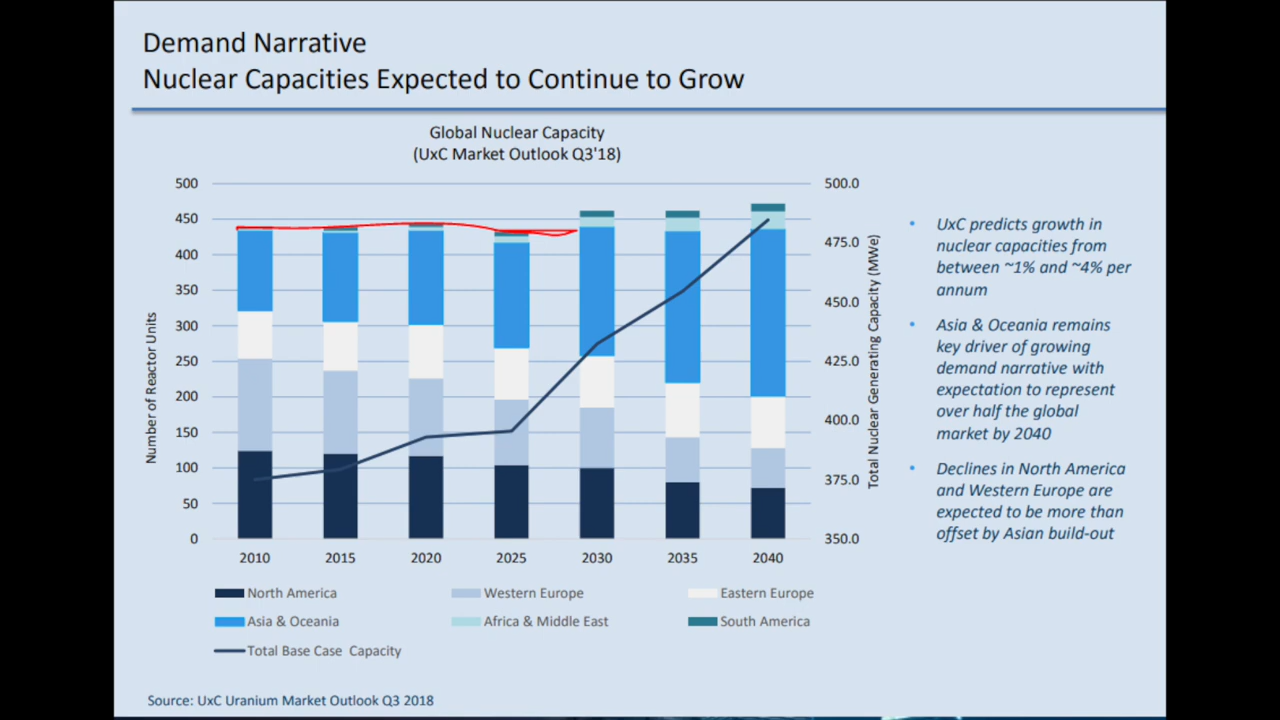 Demand Narrative
Nuclear Capacities Expected to Continue to Grow
Global Nuclear Capacity
(UxC Market Outlook Q3'18)
500
450
400
350
300
250
200
150
100
50
0
Number of Reactor Units
500.0
475.0
450.0
425.0
400.0
375.0
350.0
Total Nuclear Generating Capacity (MWe)
2010 2015 2020 2025 2030 2035 2040
North America Western Europe Eastern Europe
Asia & Oceania Africa & Middle East South America
Total Base Case Capacity
• UxC predicts growth in
nuclear capacities from
between ~1% and ~4% per
annum
• Asia & Oceania remains
key driver of growing
demand narrative with
expectation to represent
over half the global
market by 2040
• Declines in North America
and Western Europe are
expected to be more than
offset by Asian build-out
Source: UxC Uranium Market Outlook Q3 2018